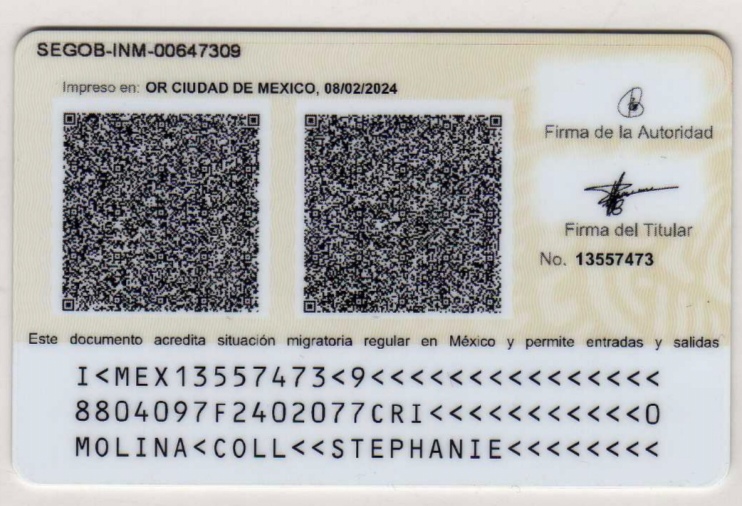 SEGOB-INM-00647309
Impreso en: OR CIUDAD DE MEXICO, 08/02/2024
Firma de la Autoridad
Firma del Titular
No. 13557473
Este documento acredita situación migratoria regular en México y permite entradas y salidas
I<MEX13557473<9<<<<<<<<<<<<<<<
8804097F2402077CRI<<<<<<<<<<<0
MOLINA<COLL<<STEPHANIE<<<<<<<<